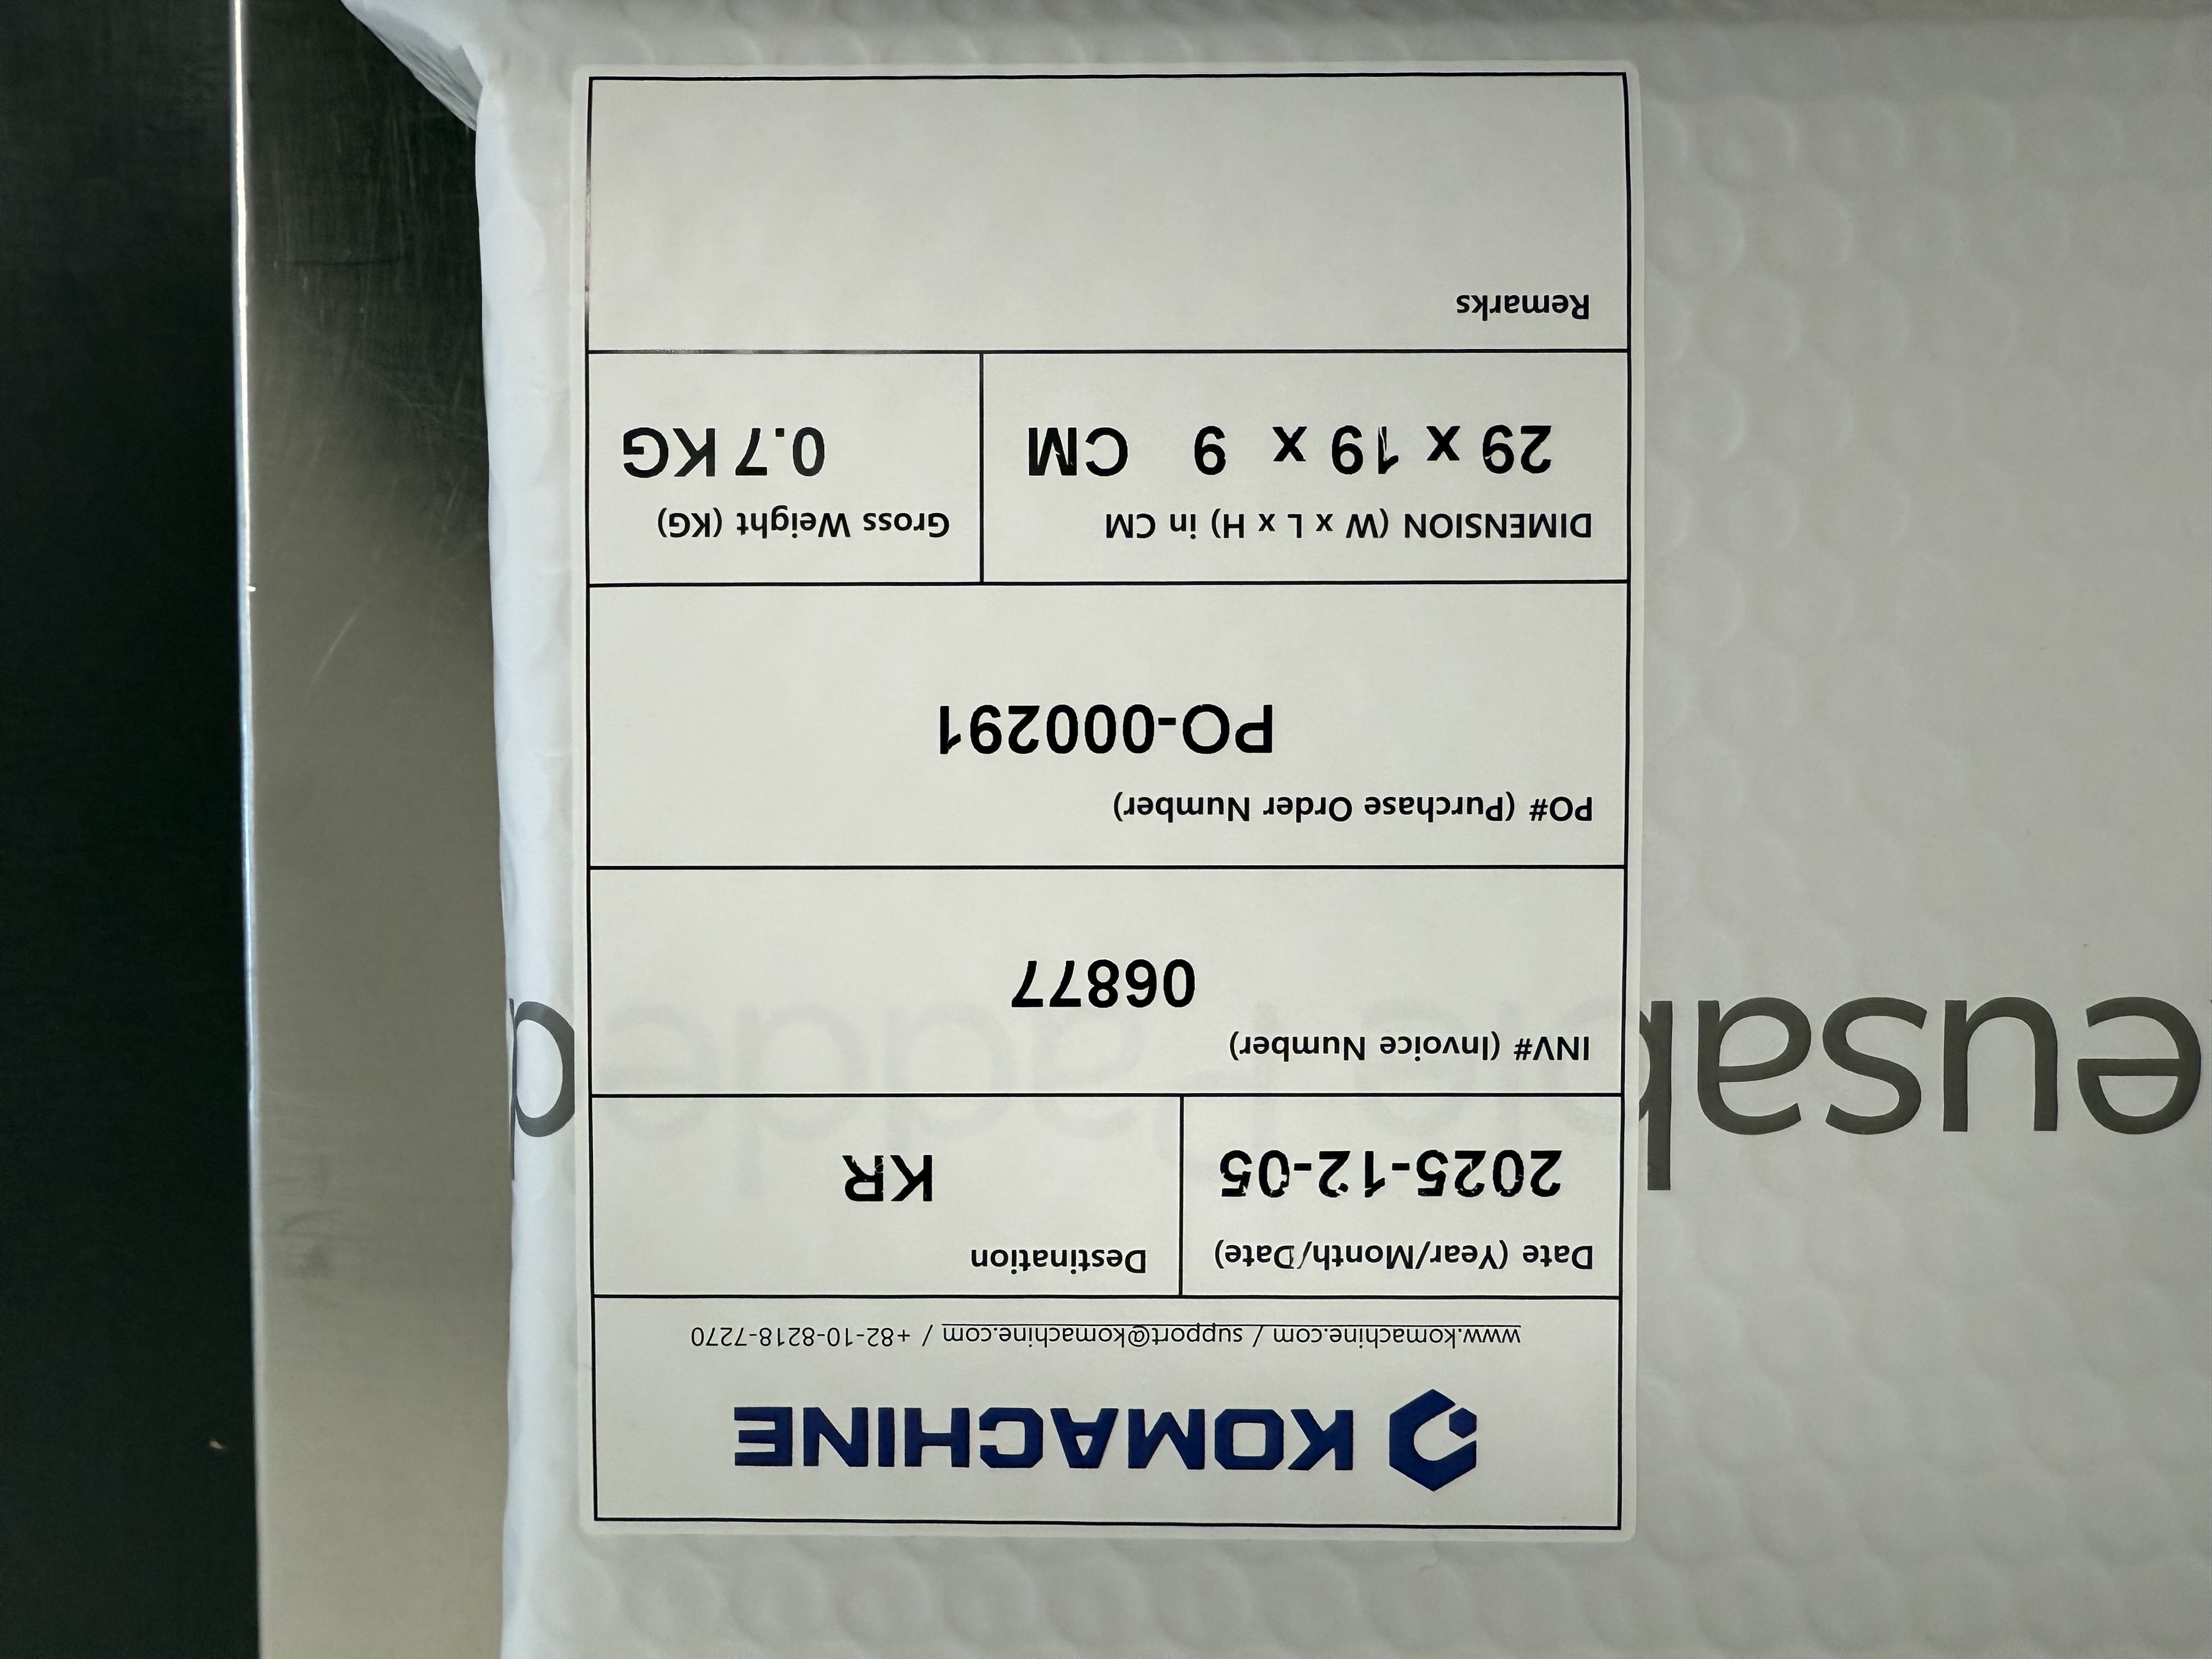 KOMACHINE
www.komachine.com / support@komachine.com / +82-10-8218-7270
Date (Year/Month/Date)
2025-12-05
Destination
KR
INV# (Invoice Number)
06877
PO# (Purchase Order Number)
PO-000291
DIMENSION (W x L x H) in CM
29 x 19 x 9 CM
Gross Weight (KG)
0.7 KG
Remarks